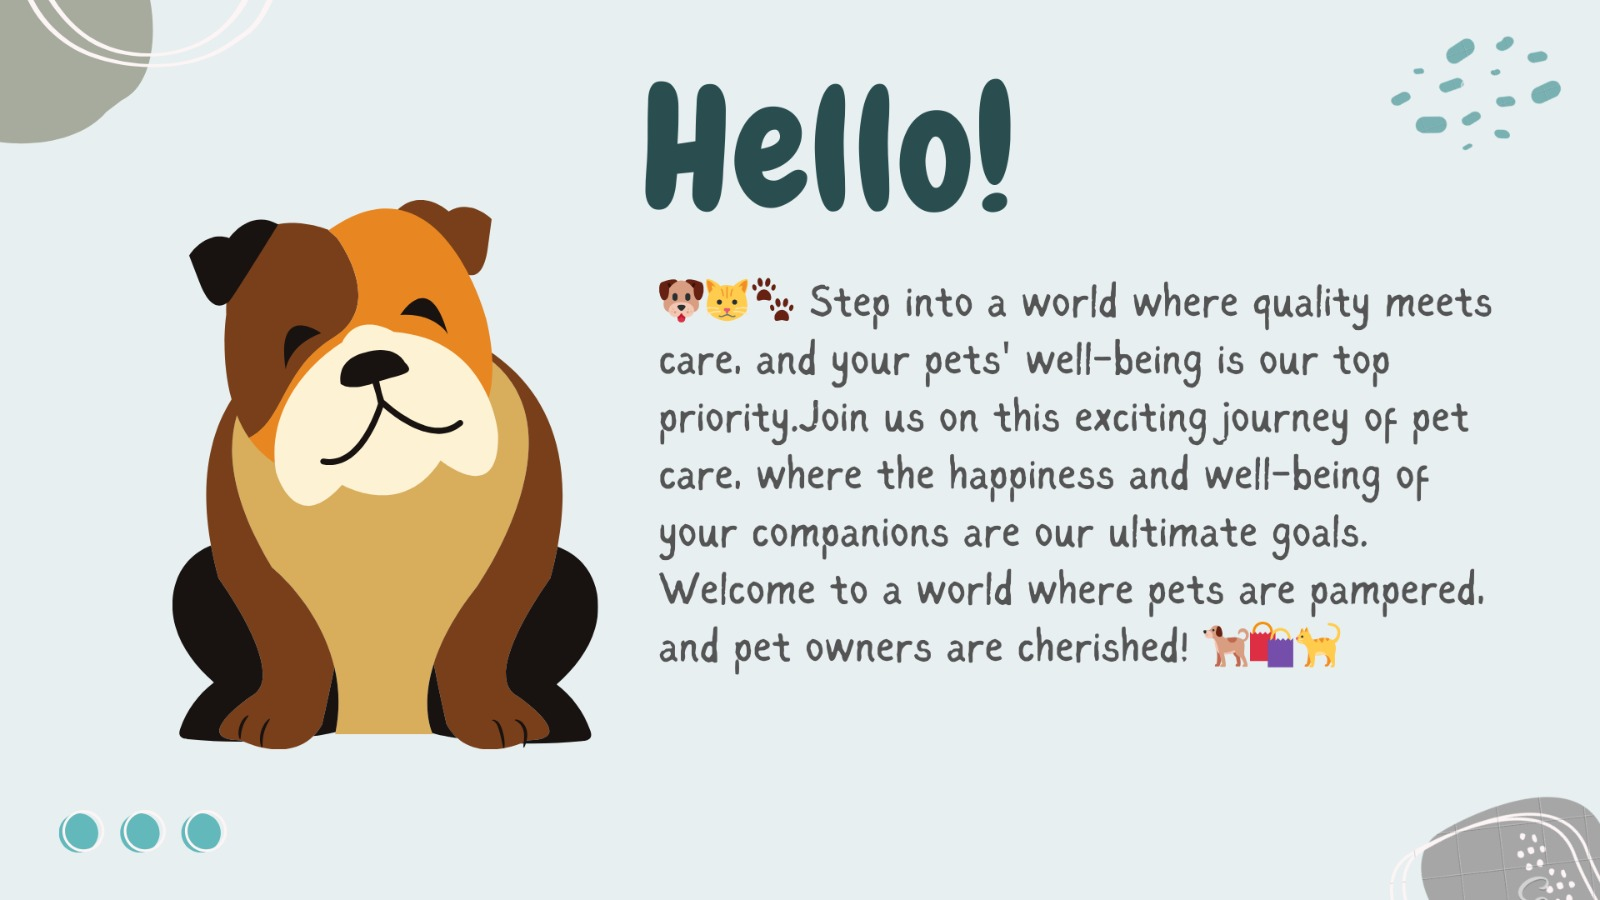 Hello!
🐶🐱🐾 Step into a world where quality meets
care, and your pets' well-being is our top
priority.Join us on this exciting journey of pet
care, where the happiness and well-being of
your companions are our ultimate goals.
Welcome to a world where pets are pampered,
and pet owners are cherished! 🐕🛍️🐈